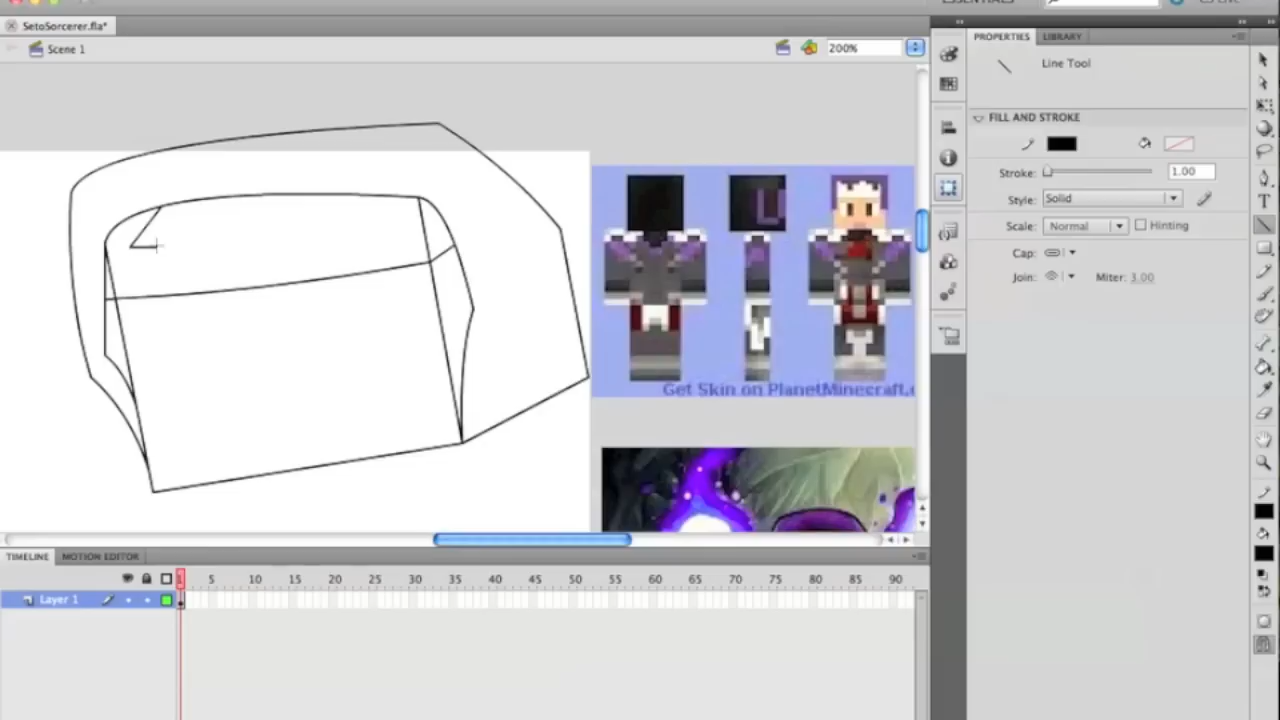 SetoSorcerer.fla*
Scene 1
200%
PROPERTIES
LIBRARY
Line Tool
FILL AND STROKE
Stroke:
1.00
Style:
Solid
Scale:
Normal
Hinting
Cap:
Join:
Miter: 3.00
Get Skin on PlanetMinecraft.c
TIMELINE
MOTION EDITOR
1 5 10 15 20 25 30 35 40 45 50 55 60 65 70 75 80 85 90
Layer 1
T